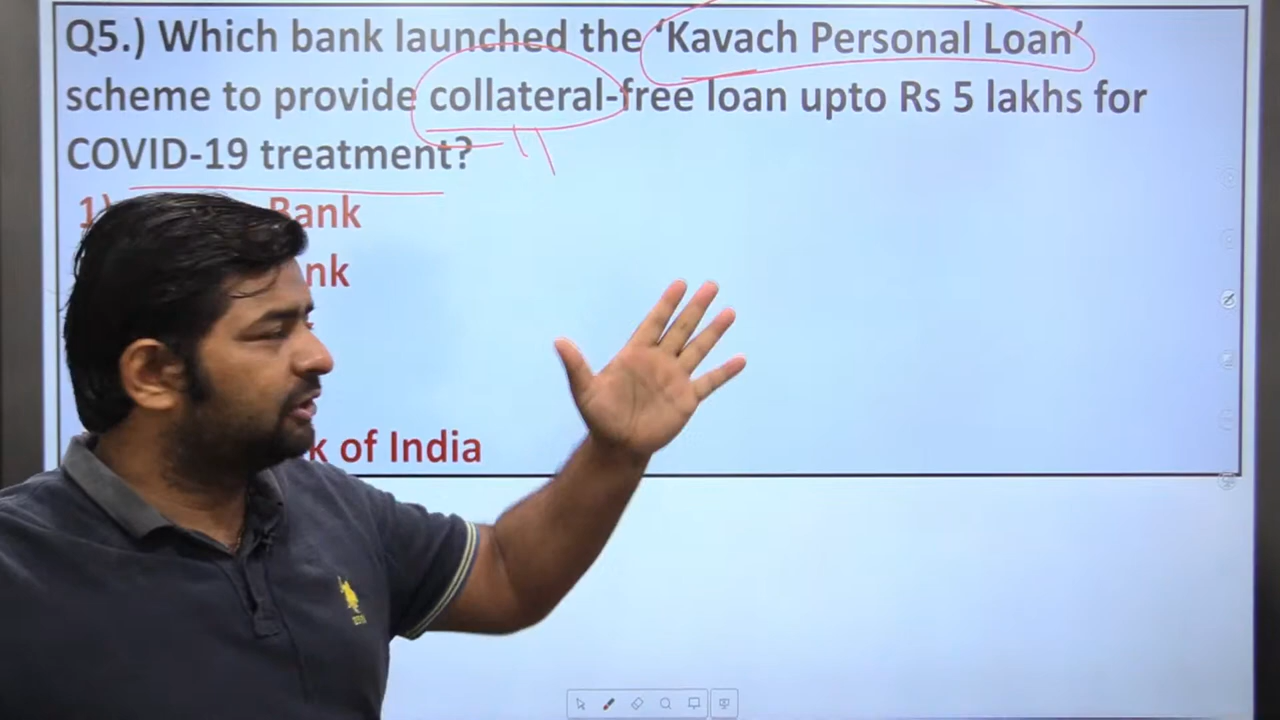 Q5.) Which bank launched the ‘Kavach Personal Loan’
scheme to provide collateral-free loan upto Rs 5 lakhs for
COVID-19 treatment?
1) Bank
of India